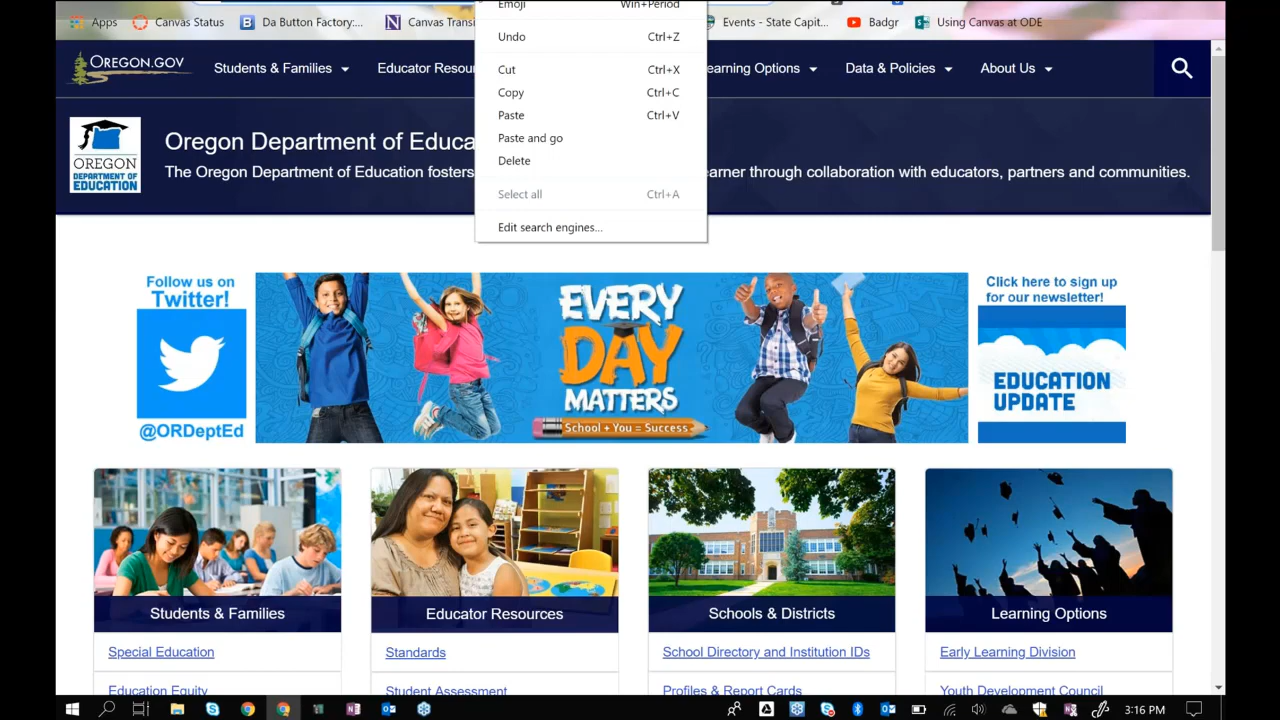 Emoji Win+Period
Apps Canvas Status Da Button Factory:... Canvas Trans Events - State Capit... Badgr Using Canvas at ODE
Undo Ctrl+Z
Cut Ctrl+X
Copy Ctrl+C
Paste Ctrl+V
Paste and go
Delete
Select all Ctrl+A
Edit search engines...
OREGON.GOV Students & Families Educator Resour earning Options Data & Policies About Us
OREGON
DEPARTMENT OF
EDUCATION
Oregon Department of Educa
The Oregon Department of Education fosters arner through collaboration with educators, partners and communities.
Follow us on
Twitter!
@ORDeptEd
EVERY
DAY
MATTERS
School + You = Success
Click here to sign up
for our newsletter!
EDUCATION
UPDATE
Students & Families
Educator Resources
Schools & Districts
Learning Options
Special Education
Standards
School Directory and Institution IDs
Early Learning Division
Education Equity
Student Assessment
Profiles & Report Cards
Youth Development Council
3:16 PM